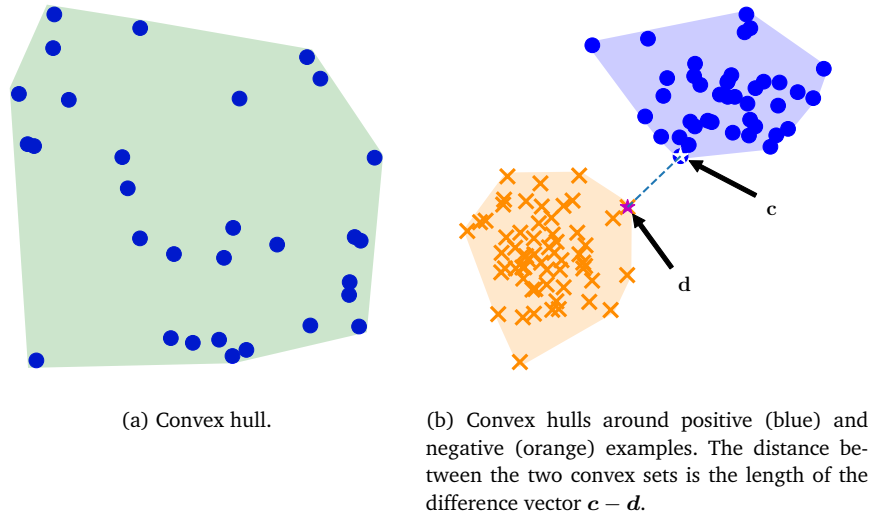 c
d
(a) Convex hull.
(b) Convex hulls around positive (blue) and
negative (orange) examples. The distance be-
tween the two convex sets is the length of the
difference vector c − d.